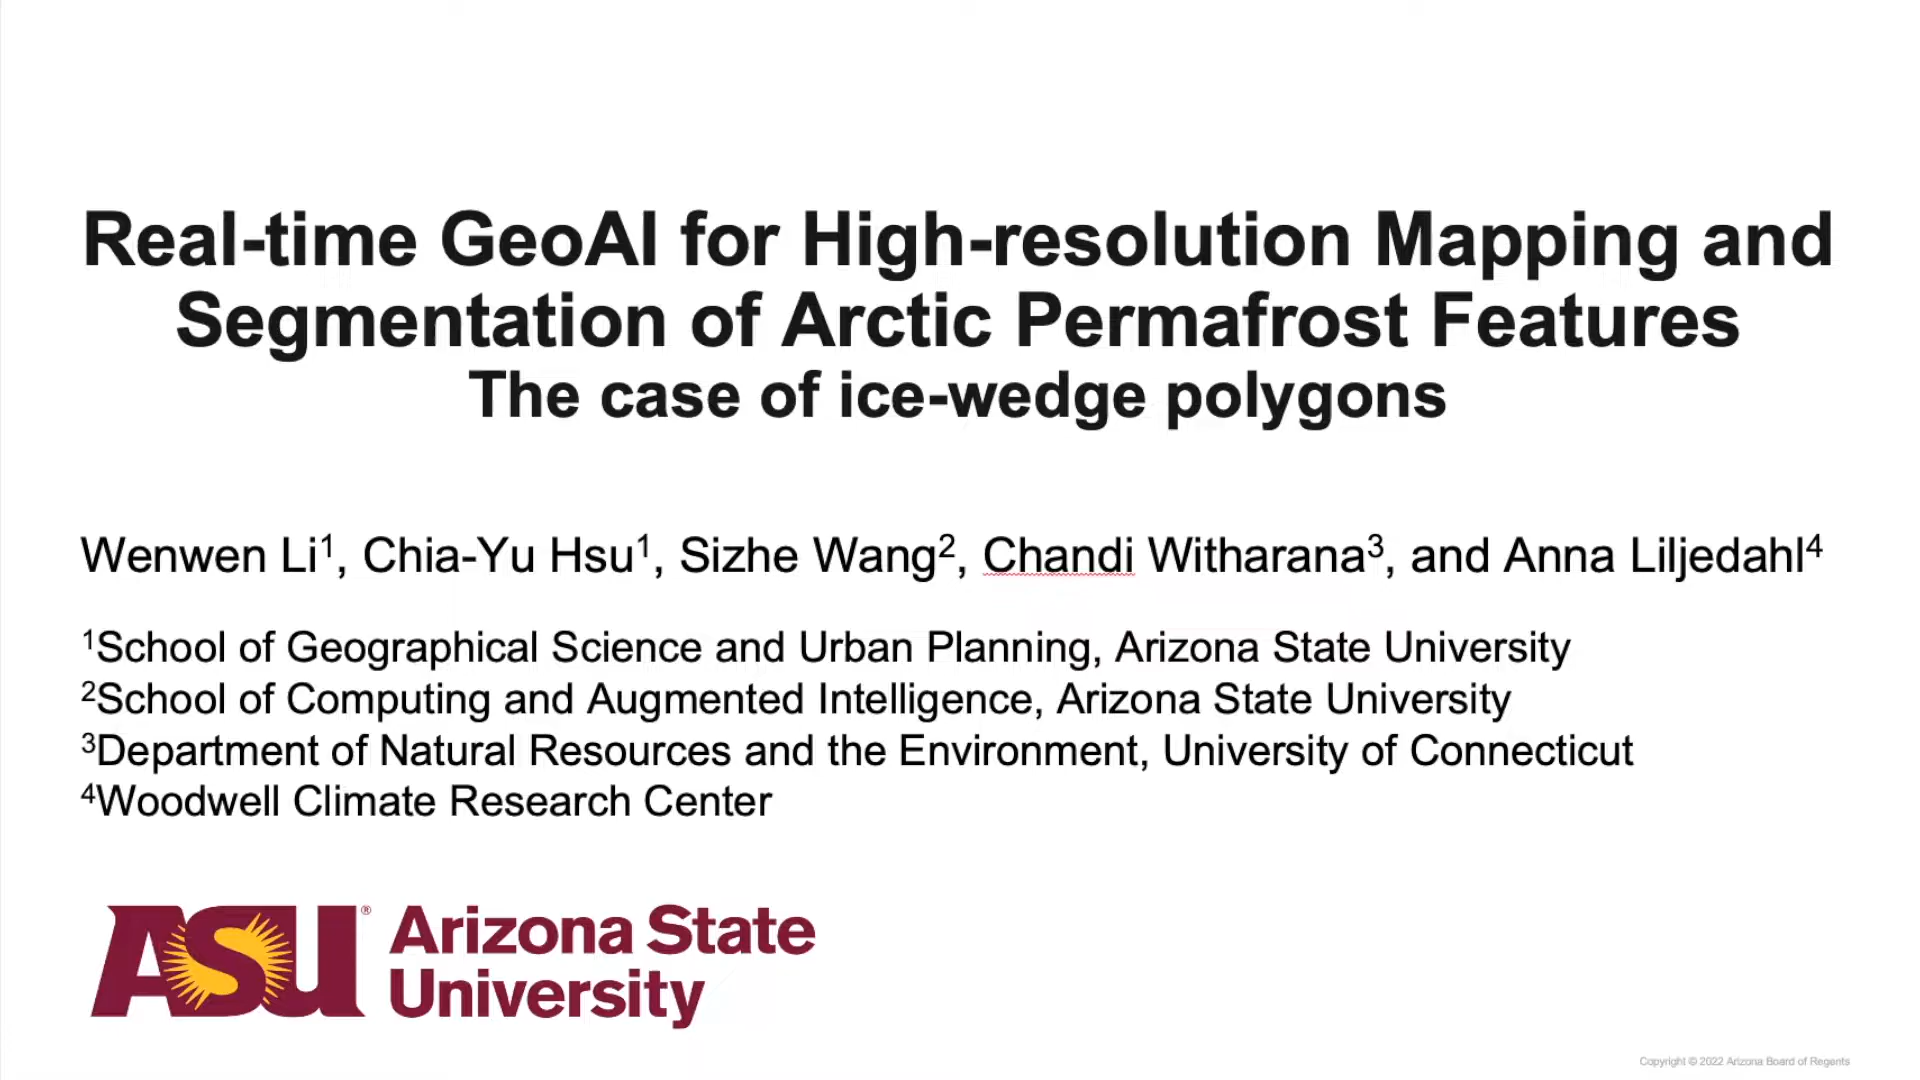 Real-time GeoAI for High-resolution Mapping and
Segmentation of Arctic Permafrost Features
The case of ice-wedge polygons
Wenwen Li¹, Chia-Yu Hsu¹, Sizhe Wang², Chandi Witharana³, and Anna Liljedahl⁴
¹School of Geographical Science and Urban Planning, Arizona State University
²School of Computing and Augmented Intelligence, Arizona State University
³Department of Natural Resources and the Environment, University of Connecticut
⁴Woodwell Climate Research Center
ASU® Arizona State
University
Copyright © 2022 Arizona Board of Regents